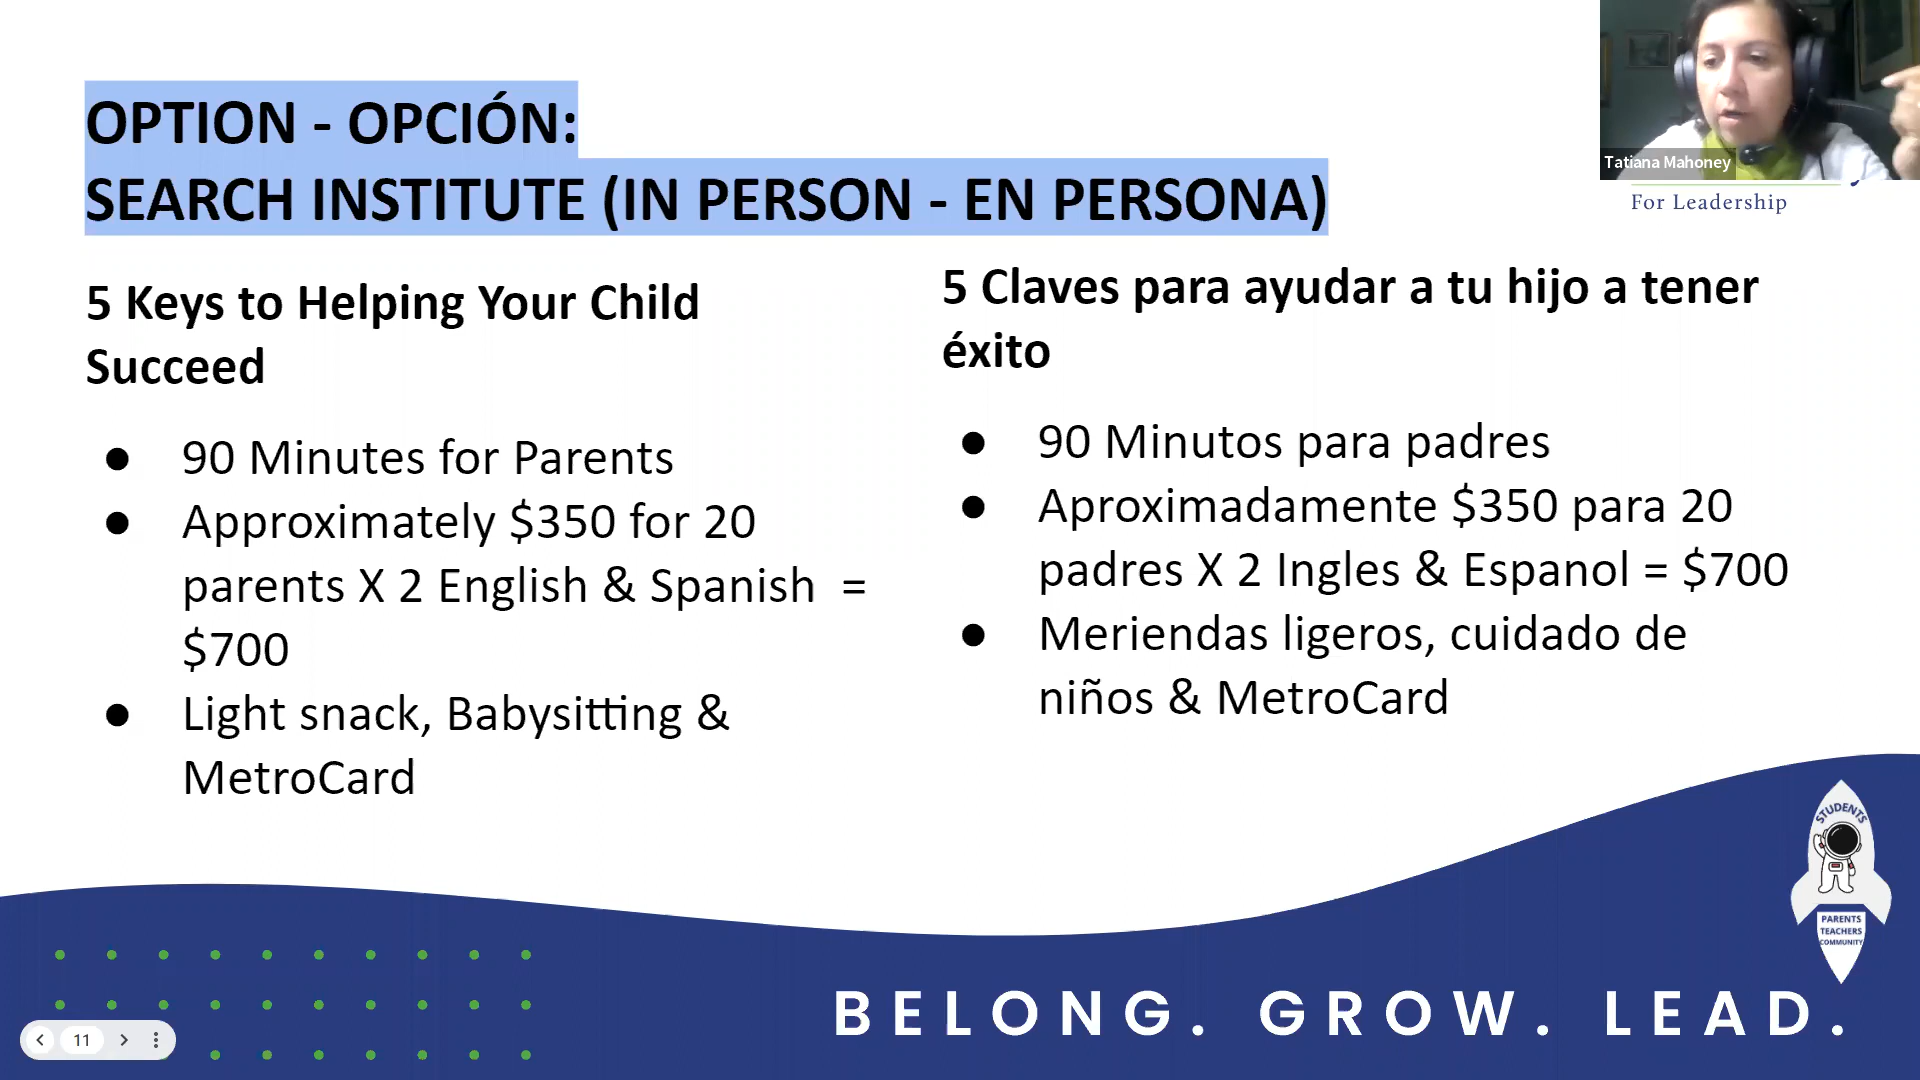 OPTION - OPCIÓN:
SEARCH INSTITUTE (IN PERSON - EN PERSONA)
5 Keys to Helping Your Child
Succeed
● 90 Minutes for Parents
● Approximately $350 for 20
parents X 2 English & Spanish =
$700
● Light snack, Babysitting &
MetroCard
5 Claves para ayudar a tu hijo a tener
éxito
● 90 Minutos para padres
● Aproximadamente $350 para 20
padres X 2 Ingles & Espanol = $700
● Meriendas ligeros, cuidado de
niños & MetroCard
Tatiana Mahoney
For Leadership
STUDENTS
PARENTS
TEACHERS
COMMUNITY
BELONG. GROW. LEAD.
11